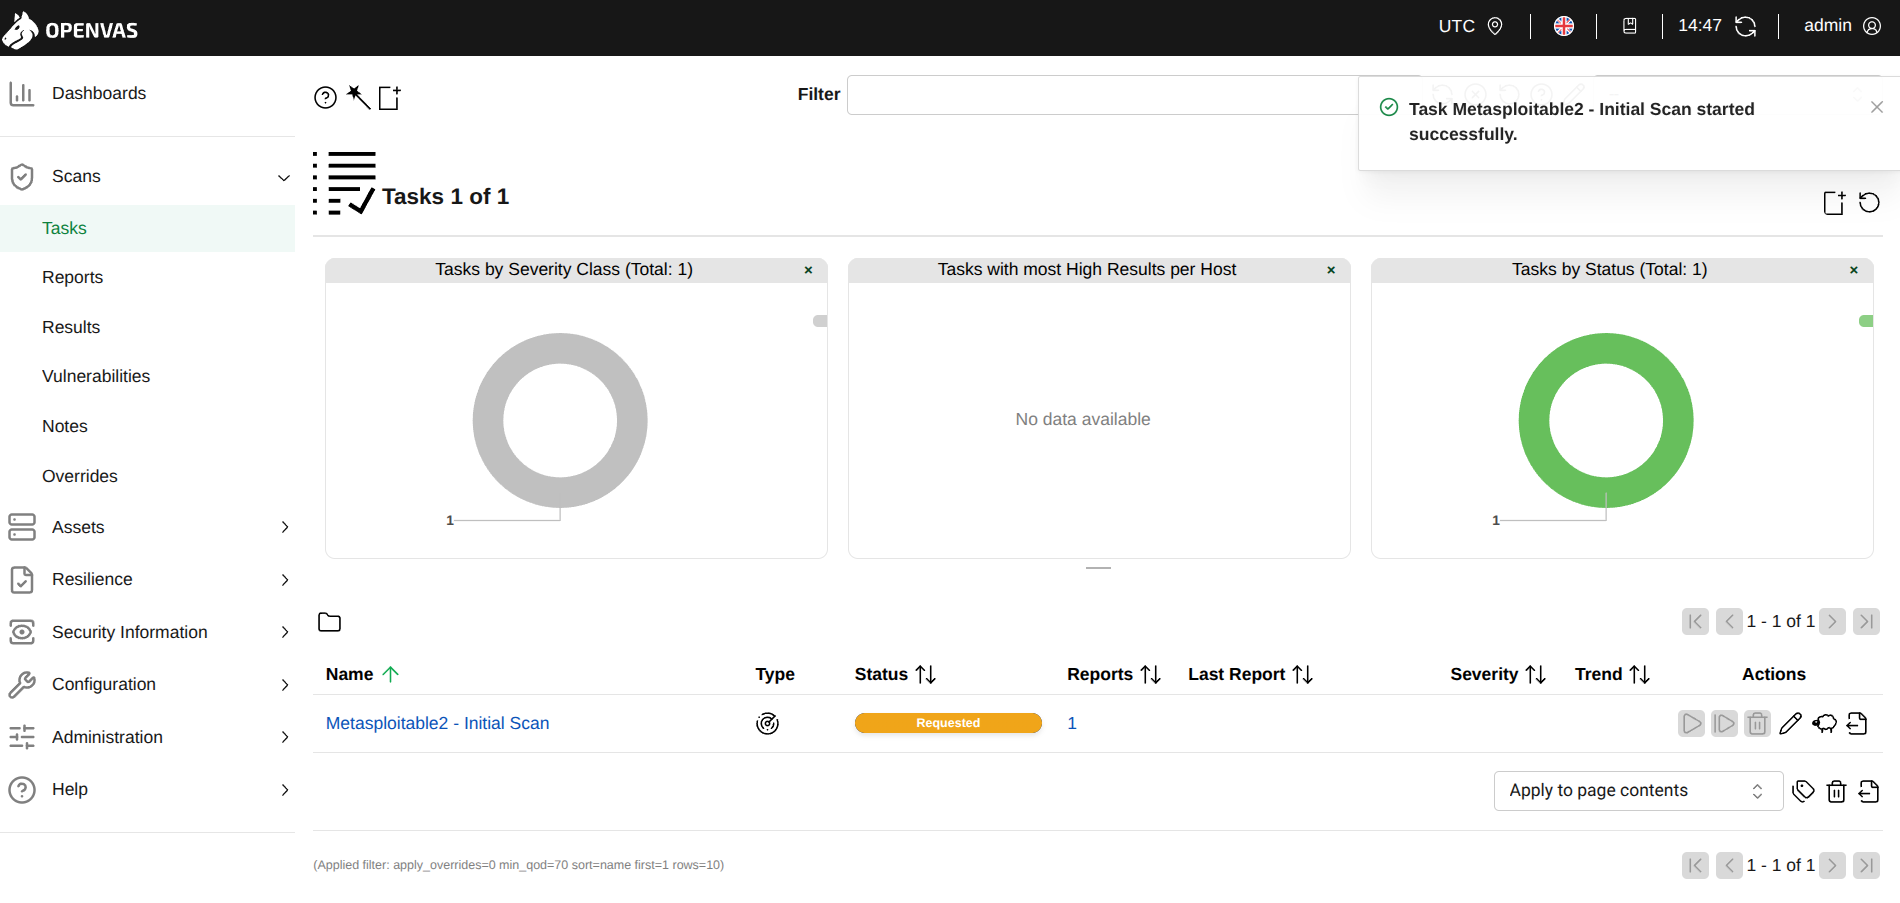 OPENVAS
UTC
14:47
admin
Dashboards
Scans
Tasks
Reports
Results
Vulnerabilities
Notes
Overrides
Assets
Resilience
Security Information
Configuration
Administration
Help
Filter
Task Metasploitable2 - Initial Scan started
successfully.
Tasks 1 of 1
Tasks by Severity Class (Total: 1)
×
1
Tasks with most High Results per Host
×
No data available
Tasks by Status (Total: 1)
×
1
1 - 1 of 1
Name Type Status Reports Last Report Severity Trend Actions
Metasploitable2 - Initial Scan Requested 1
Apply to page contents
(Applied filter: apply_overrides=0 min_qod=70 sort=name first=1 rows=10)
1 - 1 of 1